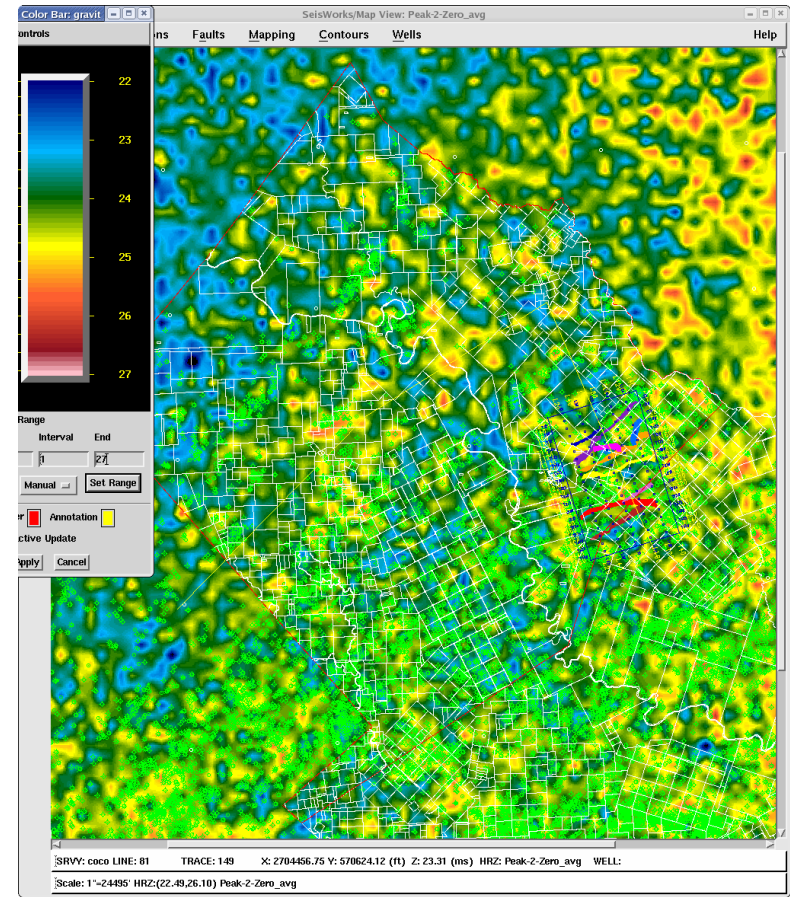 Color Bar: gravit
SeisWorks/Map View: Peak-2-Zero_avg
ontrols
ns Faults Mapping Contours Wells Help
22
23
24
25
26
27
Range
Interval End
1 27
Manual Set Range
er Annotation
ctive Update
Apply Cancel
SRVY: coco LINE: 81 TRACE: 149 X: 2704456.75 Y: 570624.12 (ft) Z: 23.31 (ms) HRZ: Peak-2-Zero_avg WELL:
Scale: 1"=24495' HRZ:(22.49,26.10) Peak-2-Zero_avg